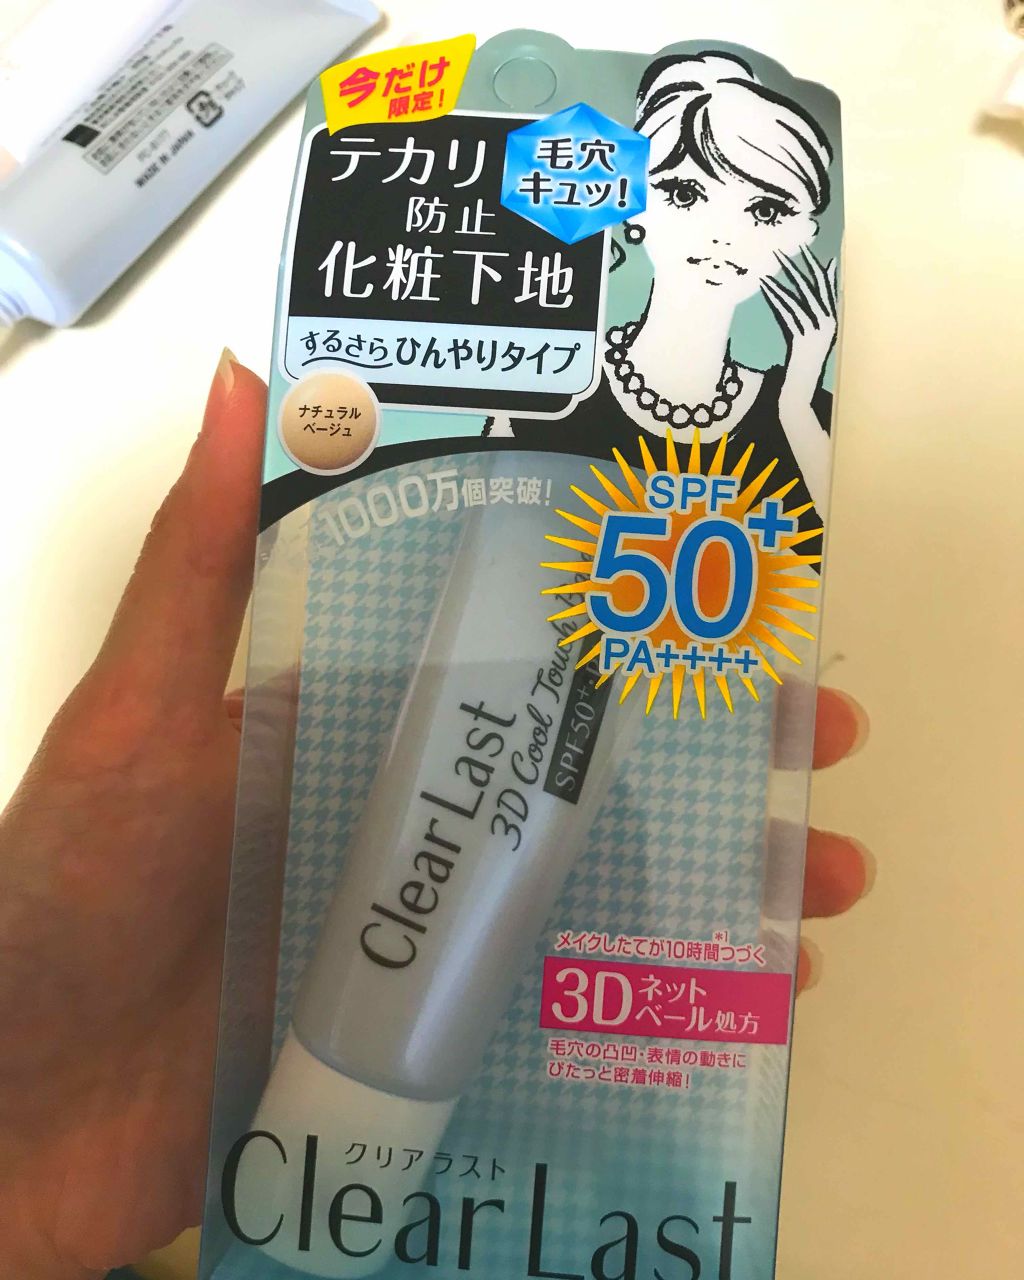 今だけ
限定!
テカリ
防止
化粧下地
毛穴
キュッ!
するさらひんやりタイプ
ナチュラル
ベージュ
1000万個突破!
SPF
50+
PA++++
ClearLast
3D Cool Touch
SPF50+
メイクしたてが10時間つづく*1
3Dネット
ベール処方
毛穴の凸凹・表情の動きに
ぴたっと密着伸縮!
クリアラスト
ClearLast
MADE IN JAPAN